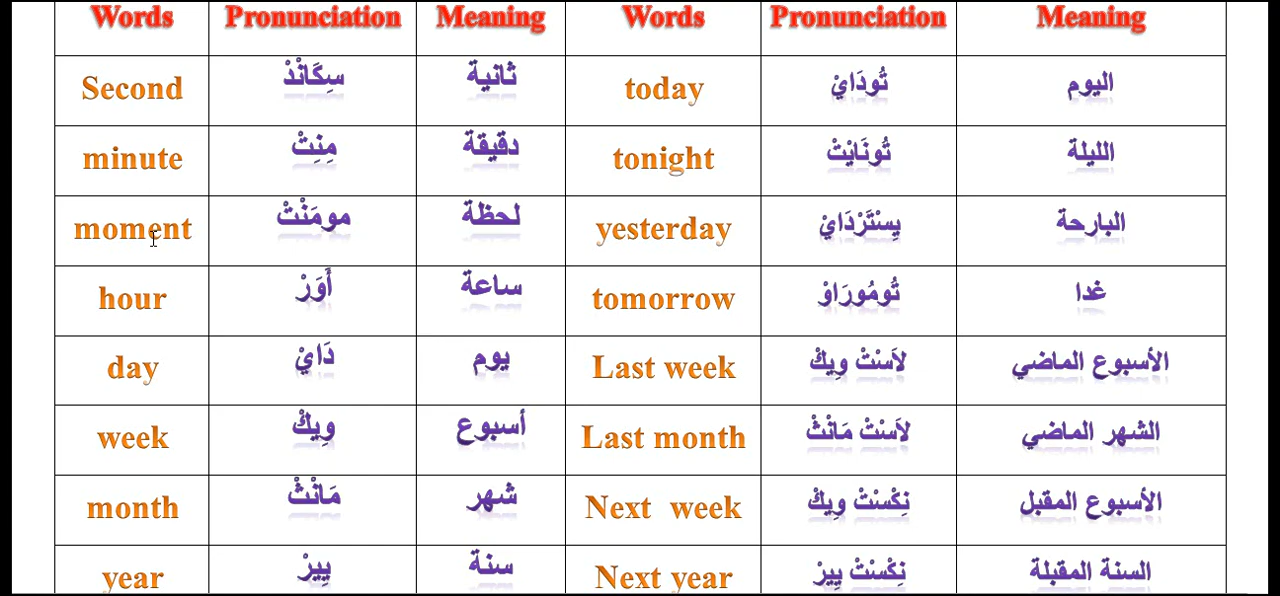 Words Pronunciation Meaning Words Pronunciation Meaning
Second سِكَانْدْ ثانية today تُودَايْ اليوم
minute مِنِتْ دقيقة tonight تُونَايْتْ الليلة
moment مومَنْتْ لحظة yesterday يِسْتَرْدَايْ البارحة
hour أَوَرْ ساعة tomorrow تُومُورَاوْ غدا
day دَايْ يوم Last week لاَسْتْ وِيكْ الأسبوع الماضي
week وِيكْ أسبوع Last month لاَسْتْ مَانْثْ الشهر الماضي
month مَانْثْ شهر Next week نِكْسْتْ وِيكْ الأسبوع المقبل
year يِيرْ سنة Next year نِكْسْتْ يِيرْ السنة المقبلة